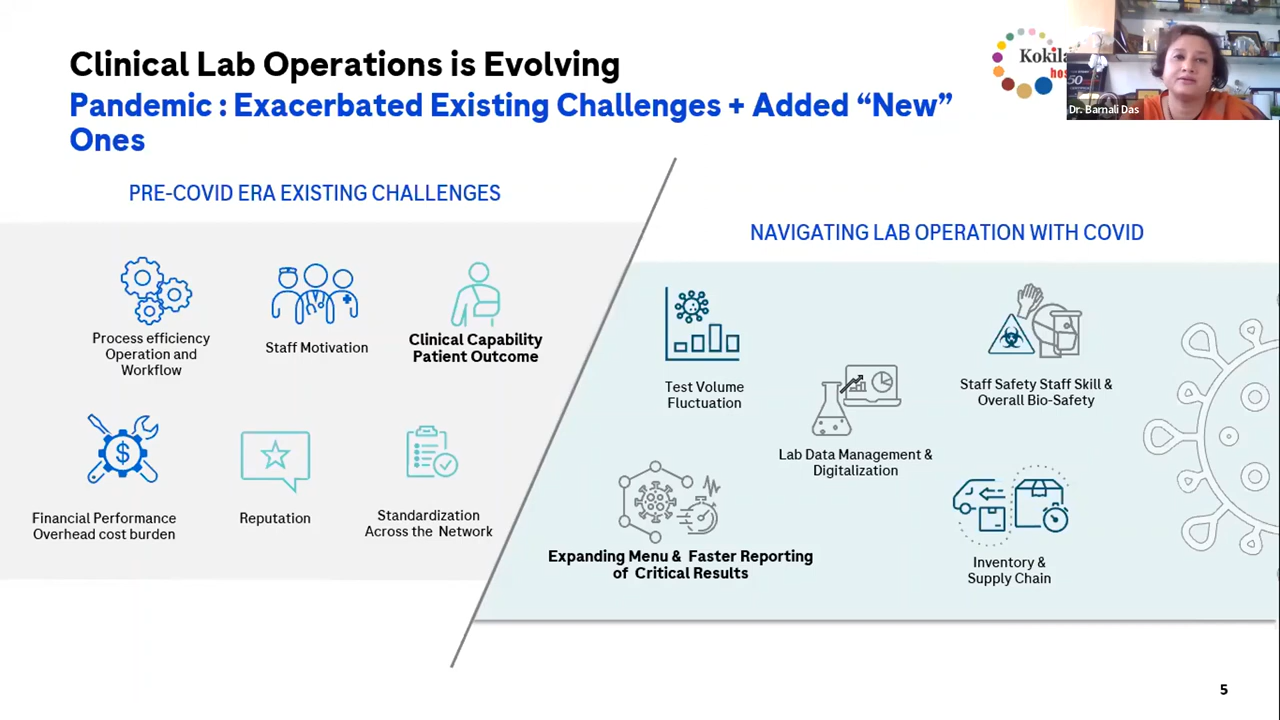 Clinical Lab Operations is Evolving
Pandemic : Exacerbated Existing Challenges + Added “New”
Ones
Dr. Barnali Das
PRE-COVID ERA EXISTING CHALLENGES
Process efficiency
Operation and
Workflow
Staff Motivation
Clinical Capability
Patient Outcome
Financial Performance
Overhead cost burden
Reputation
Standardization
Across the Network
NAVIGATING LAB OPERATION WITH COVID
Test Volume
Fluctuation
Lab Data Management &
Digitalization
Staff Safety Staff Skill &
Overall Bio-Safety
Expanding Menu & Faster Reporting
of Critical Results
Inventory &
Supply Chain
5